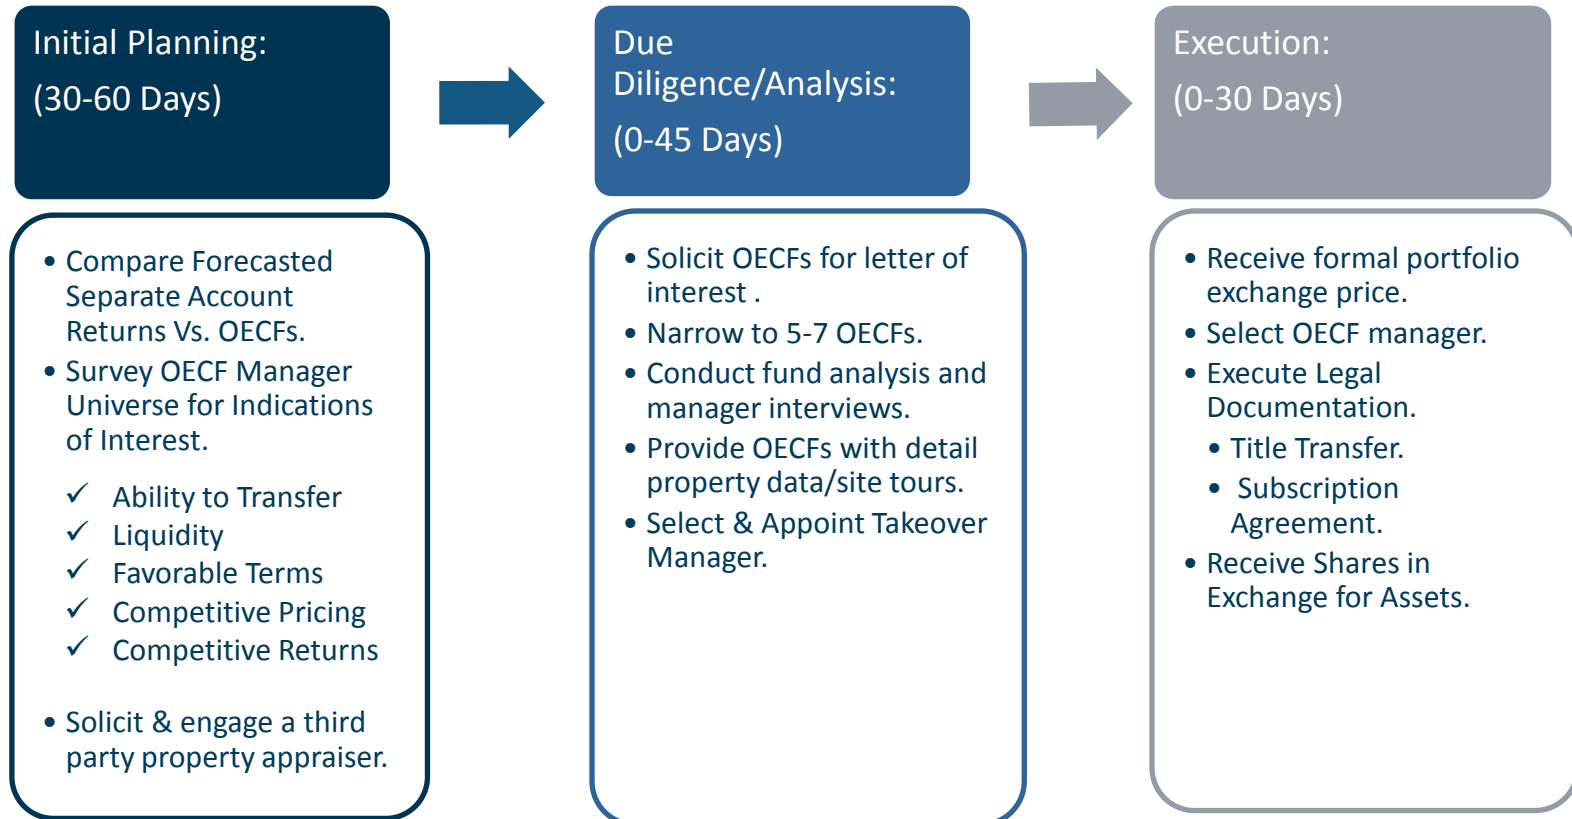 Initial Planning:
(30-60 Days)
• Compare Forecasted
Separate Account
Returns Vs. OECFs.
• Survey OECF Manager
Universe for Indications
of Interest.
✓ Ability to Transfer
✓ Liquidity
✓ Favorable Terms
✓ Competitive Pricing
✓ Competitive Returns
• Solicit & engage a third
party property appraiser.
Due
Diligence/Analysis:
(0-45 Days)
• Solicit OECFs for letter of
interest .
• Narrow to 5-7 OECFs.
• Conduct fund analysis and
manager interviews.
• Provide OECFs with detail
property data/site tours.
• Select & Appoint Takeover
Manager.
Execution:
(0-30 Days)
• Receive formal portfolio
exchange price.
• Select OECF manager.
• Execute Legal
Documentation.
• Title Transfer.
• Subscription
Agreement.
• Receive Shares in
Exchange for Assets.